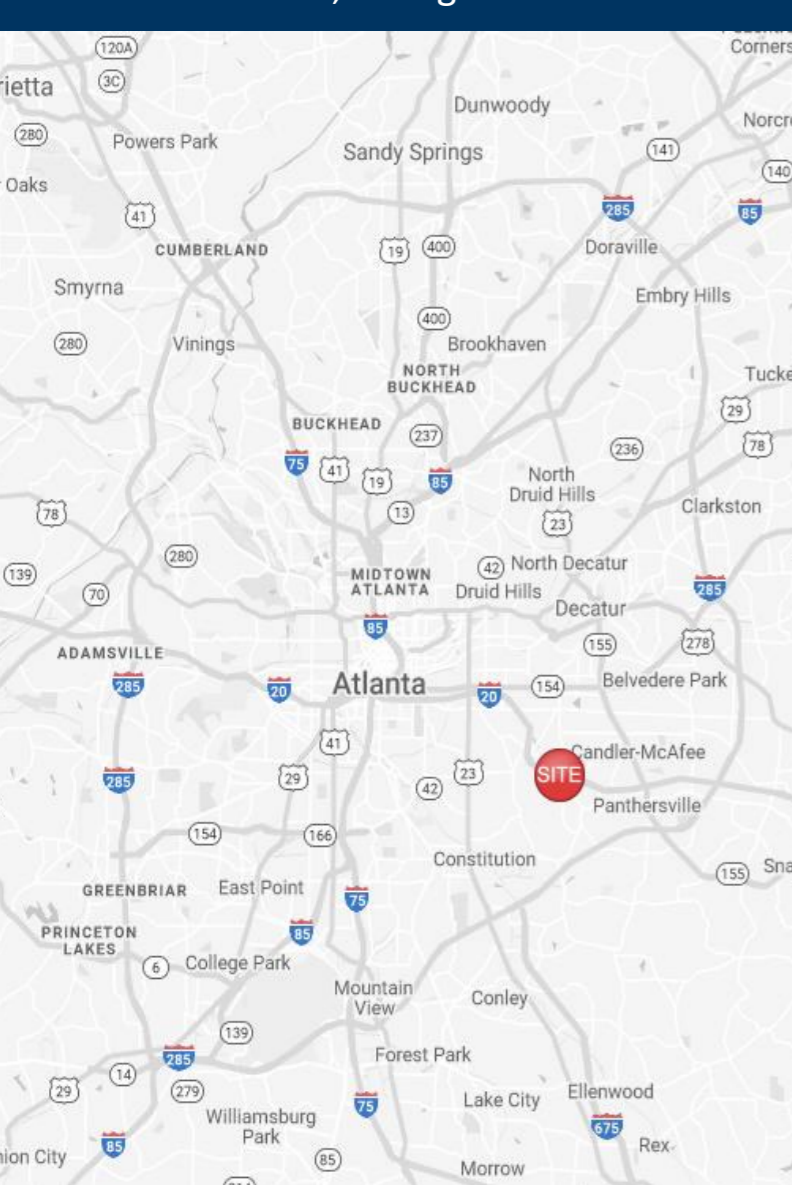 120A
Corners
3C
rietta
Dunwoody
Norcr
280
Powers Park
141
Sandy Springs
140
Oaks
41
285
85
19
400
CUMBERLAND
Doraville
Smyrna
Embry Hills
400
280
Vinings
Brookhaven
NORTH
BUCKHEAD
Tucke
29
BUCKHEAD
237
78
75
41
236
19
85
North
Druid Hills
78
13
Clarkston
23
280
139
42
North Decatur
MIDTOWN
ATLANTA
285
70
Druid Hills
Decatur
85
155
278
ADAMSVILLE
285
20
Atlanta
20
154
Belvedere Park
41
Candler-McAfee
29
23
SITE
285
42
Panthersville
154
166
Constitution
155
Sna
GREENBRIAR
East Point
75
PRINCETON
LAKES
85
6
College Park
Mountain
View
Conley
139
285
Forest Park
14
29
279
Lake City
Ellenwood
75
Williamsburg
Park
675
85
Rex
nion City
85
Morrow